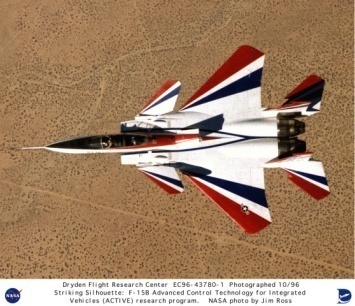 Dryden Flight Research Center EC96-43780-1 Photographed 10/96
Striking Silhouette: F-15B Advanced Control Technology for Integrated
Vehicles (ACTIVE) research program. NASA photo by Jim Ross
NASA